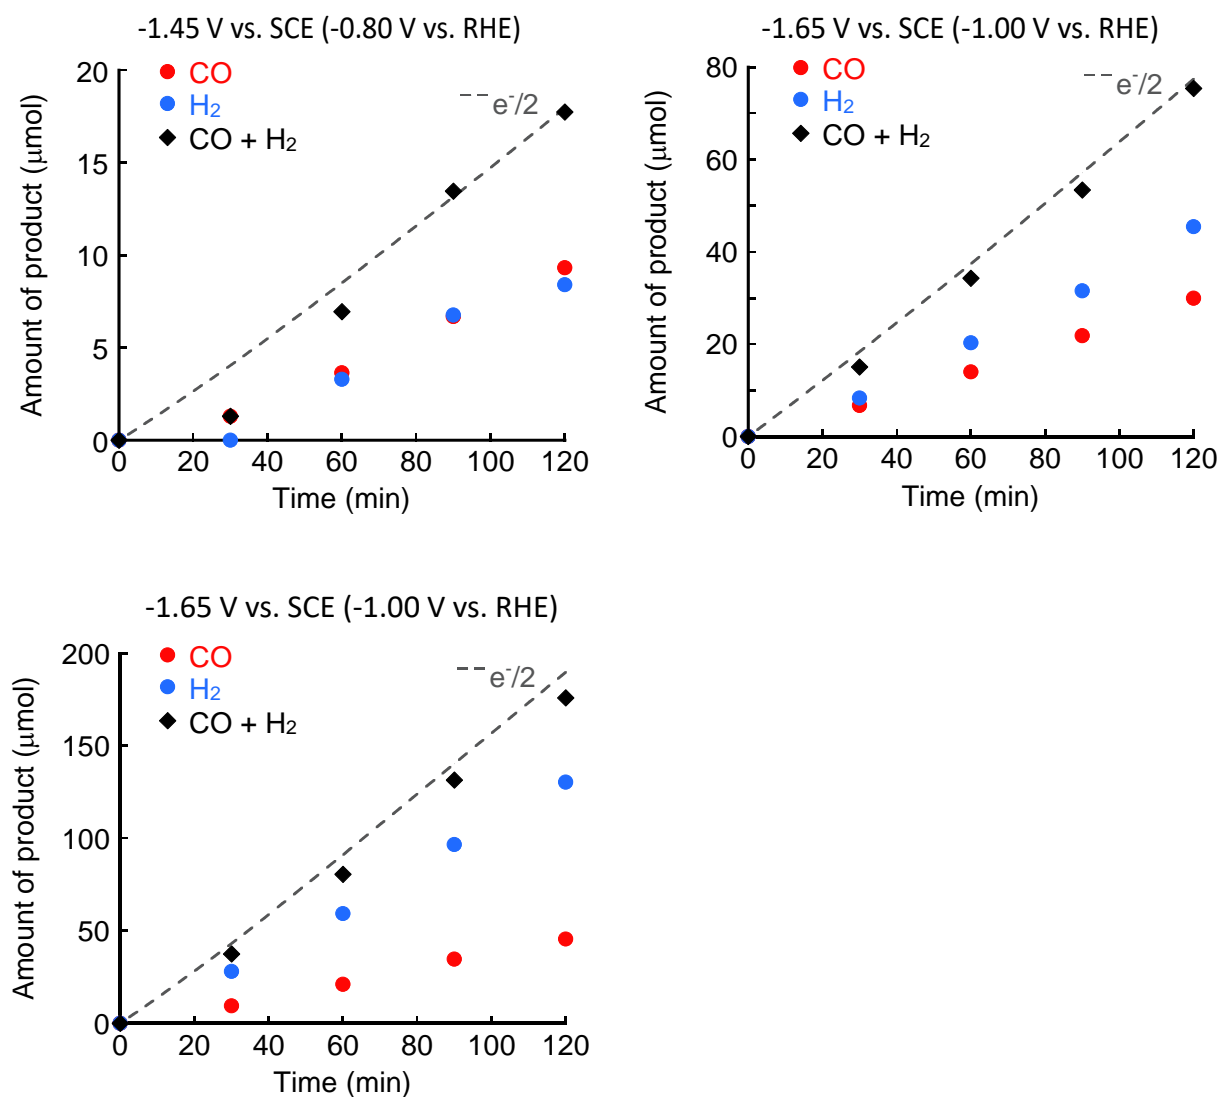 -1.45 V vs. SCE (-0.80 V vs. RHE)
CO
H₂
CO + H₂
e⁻/2
20
15
10
5
0
Amount of product (μmol)
0 20 40 60 80 100 120
Time (min)
-1.65 V vs. SCE (-1.00 V vs. RHE)
CO
H₂
CO + H₂
e⁻/2
80
60
40
20
0
Amount of product (μmol)
0 20 40 60 80 100 120
Time (min)
-1.65 V vs. SCE (-1.00 V vs. RHE)
CO
H₂
CO + H₂
e⁻/2
200
150
100
50
0
Amount of product (μmol)
0 20 40 60 80 100 120
Time (min)